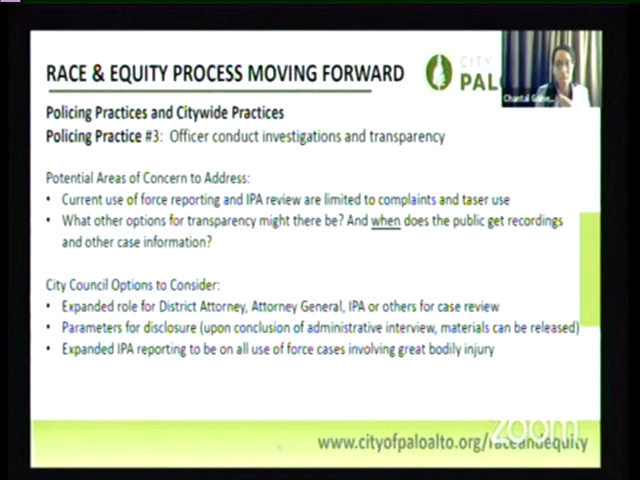 RACE & EQUITY PROCESS MOVING FORWARD
CITY
PALO
Chantal
Policing Practices and Citywide Practices
Policing Practice #3: Officer conduct investigations and transparency
Potential Areas of Concern to Address:
• Current use of force reporting and IPA review are limited to complaints and taser use
• What other options for transparency might there be? And when does the public get recordings
and other case information?
City Council Options to Consider:
• Expanded role for District Attorney, Attorney General, IPA or others for case review
• Parameters for disclosure (upon conclusion of administrative interview, materials can be released)
• Expanded IPA reporting to be on all use of force cases involving great bodily injury
zoom
www.cityofpaloalto.org/raceandequity